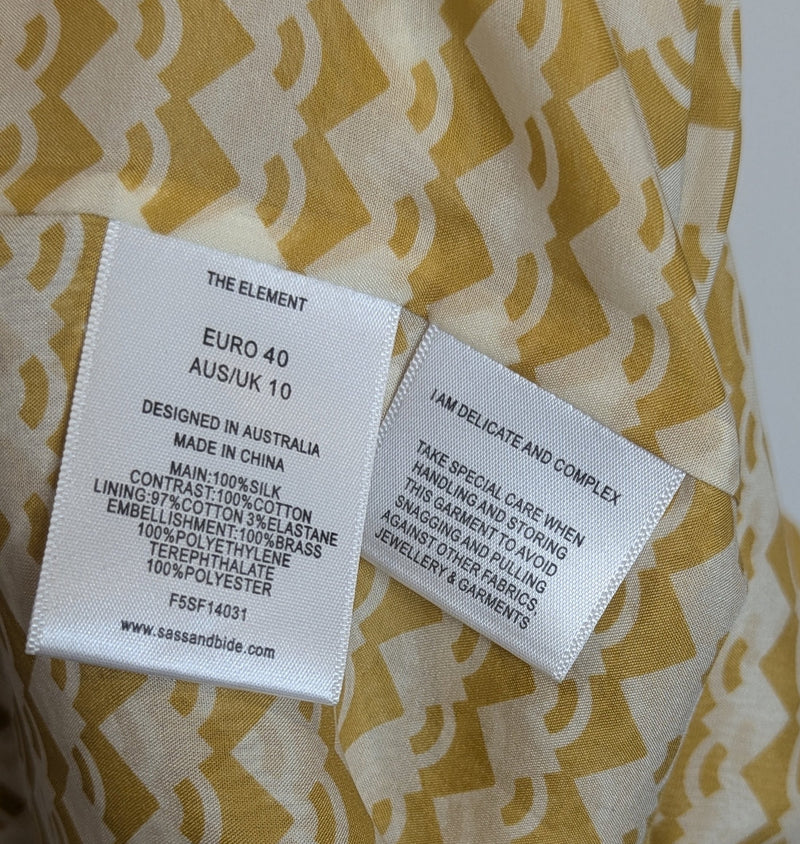 THE ELEMENT
EURO 40
AUS/UK 10
DESIGNED IN AUSTRALIA
MADE IN CHINA
MAIN:100%SILK
CONTRAST:100%COTTON
LINING:97%COTTON 3%ELASTANE
EMBELLISHMENT:100%BRASS
100%POLYETHYLENE
TEREPHTHALATE
100%POLYESTER
F5SF14031
www.sassandbide.com
I AM DELICATE AND COMPLEX
TAKE SPECIAL CARE WHEN
HANDLING AND STORING
THIS GARMENT TO AVOID
SNAGGING AND PULLING
AGAINST OTHER FABRICS,
JEWELLERY & GARMENTS